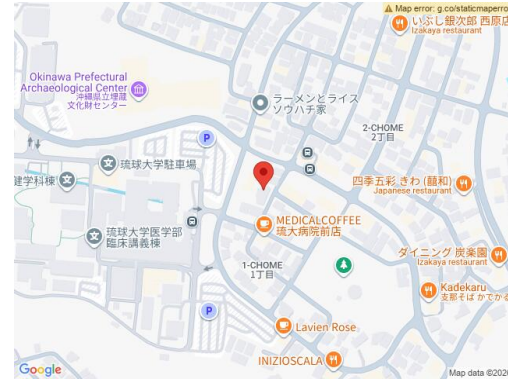 Map error: g.co/staticmaperro
いぶし銀次郎 西原店
Izakaya restaurant
Okinawa Prefectural
Archaeological Center
沖縄県立埋蔵
文化財センター
ラーメンとライス
ソウハチ家
2-CHOME
2丁目
P
琉球大学駐車場
健学科棟
四季五彩 きわ (囍和)
Japanese restaurant
MEDICALCOFFEE
琉大病院前店
琉球大学医学部
臨床講義棟
ダイニング 炭楽園
Izakaya restaurant
1-CHOME
1丁目
Kadekaru
支那そば かでかる
P
Lavien Rose
INIZIOSCALA
Google
Map data ©2026